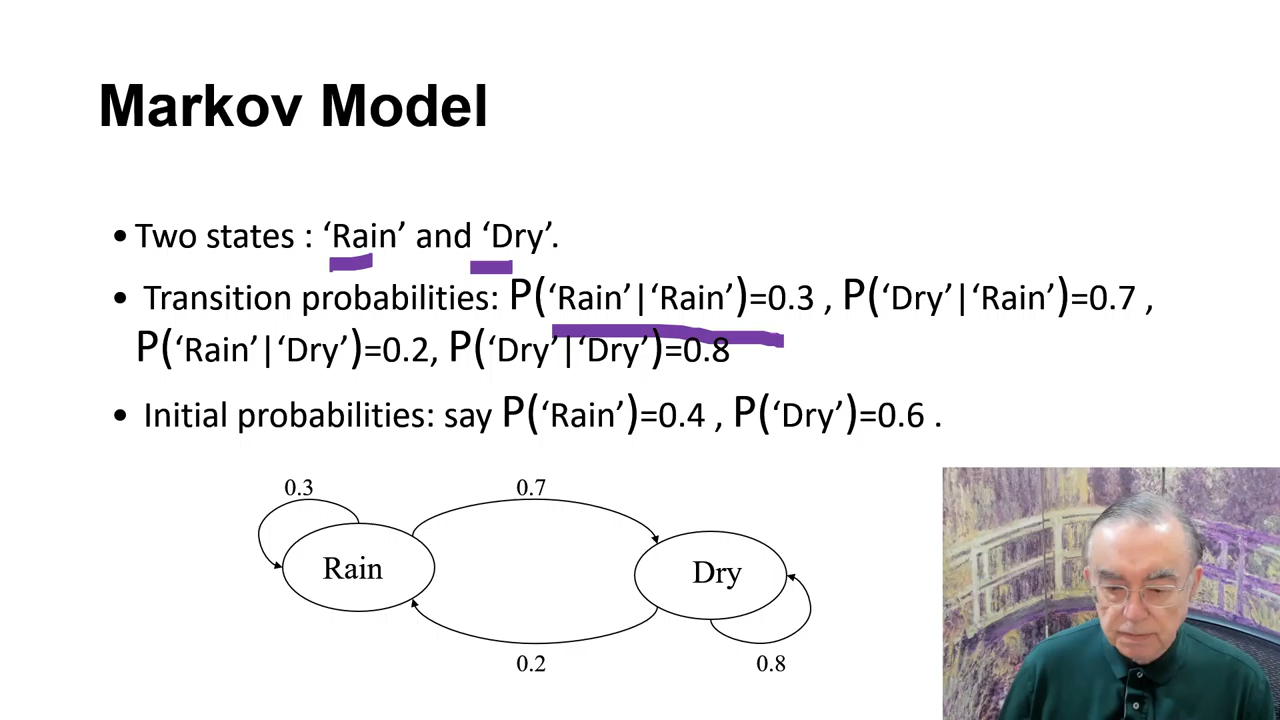 Markov Model
• Two states : ‘Rain’ and ‘Dry’.
• Transition probabilities: P(‘Rain’|‘Rain’)=0.3 , P(‘Dry’|‘Rain’)=0.7 ,
P(‘Rain’|‘Dry’)=0.2, P(‘Dry’|‘Dry’)=0.8
• Initial probabilities: say P(‘Rain’)=0.4 , P(‘Dry’)=0.6 .
0.3
0.7
Rain
Dry
0.2
0.8